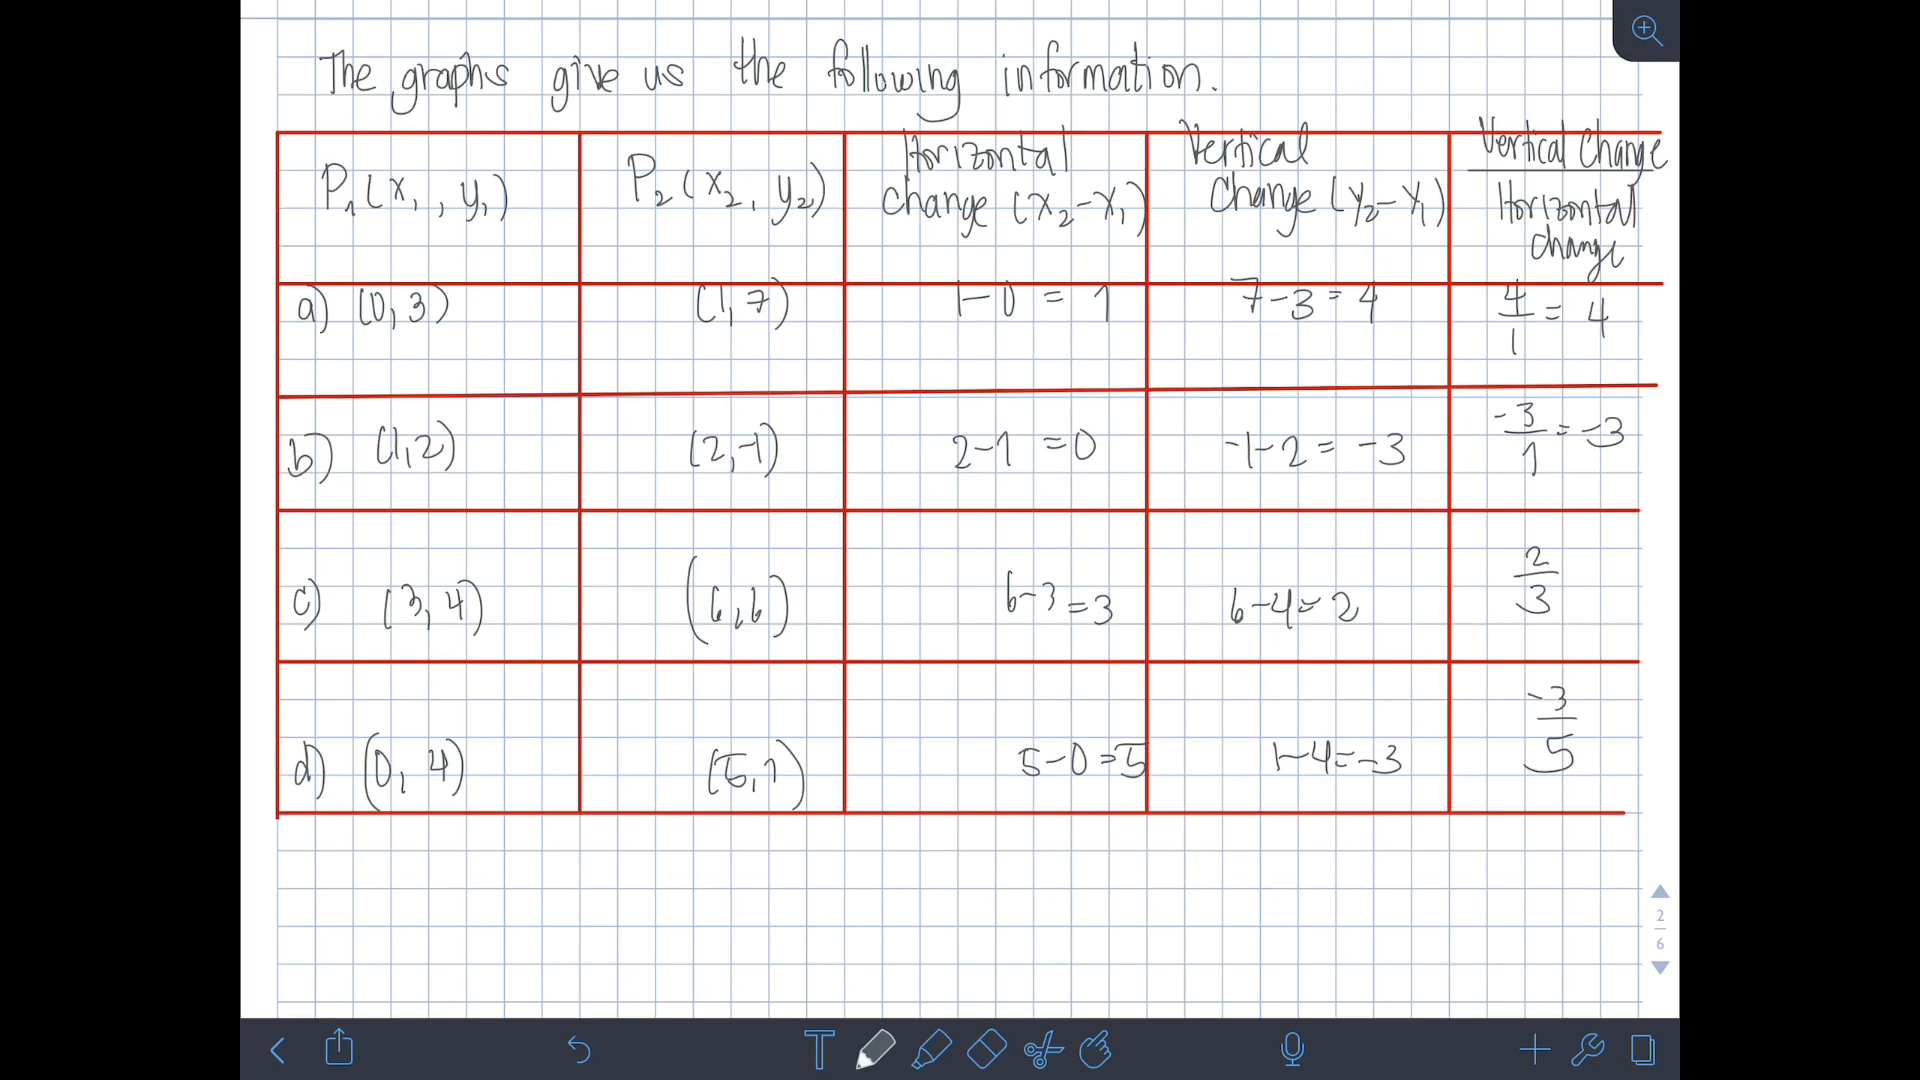 The graphs give us the following information.
P₁(x₁, y₁)
P₂(x₂, y₂)
Horizontal
change (x₂-x₁)
Vertical
Change (y₂-y₁)
Vertical Change
Horizontal
change
a) (0,3)
(1,7)
1-0 = 1
7-3=4
4/1 = 4
b) (1,2)
(2,-1)
2-1 =0
-1-2= -3
-3/1 = -3
c) (3,4)
(6,6)
6-3=3
6-4=2
2/3
d) (0, 4)
(5,1)
5-0=5
1-4=-3
-3/5
2
6
T